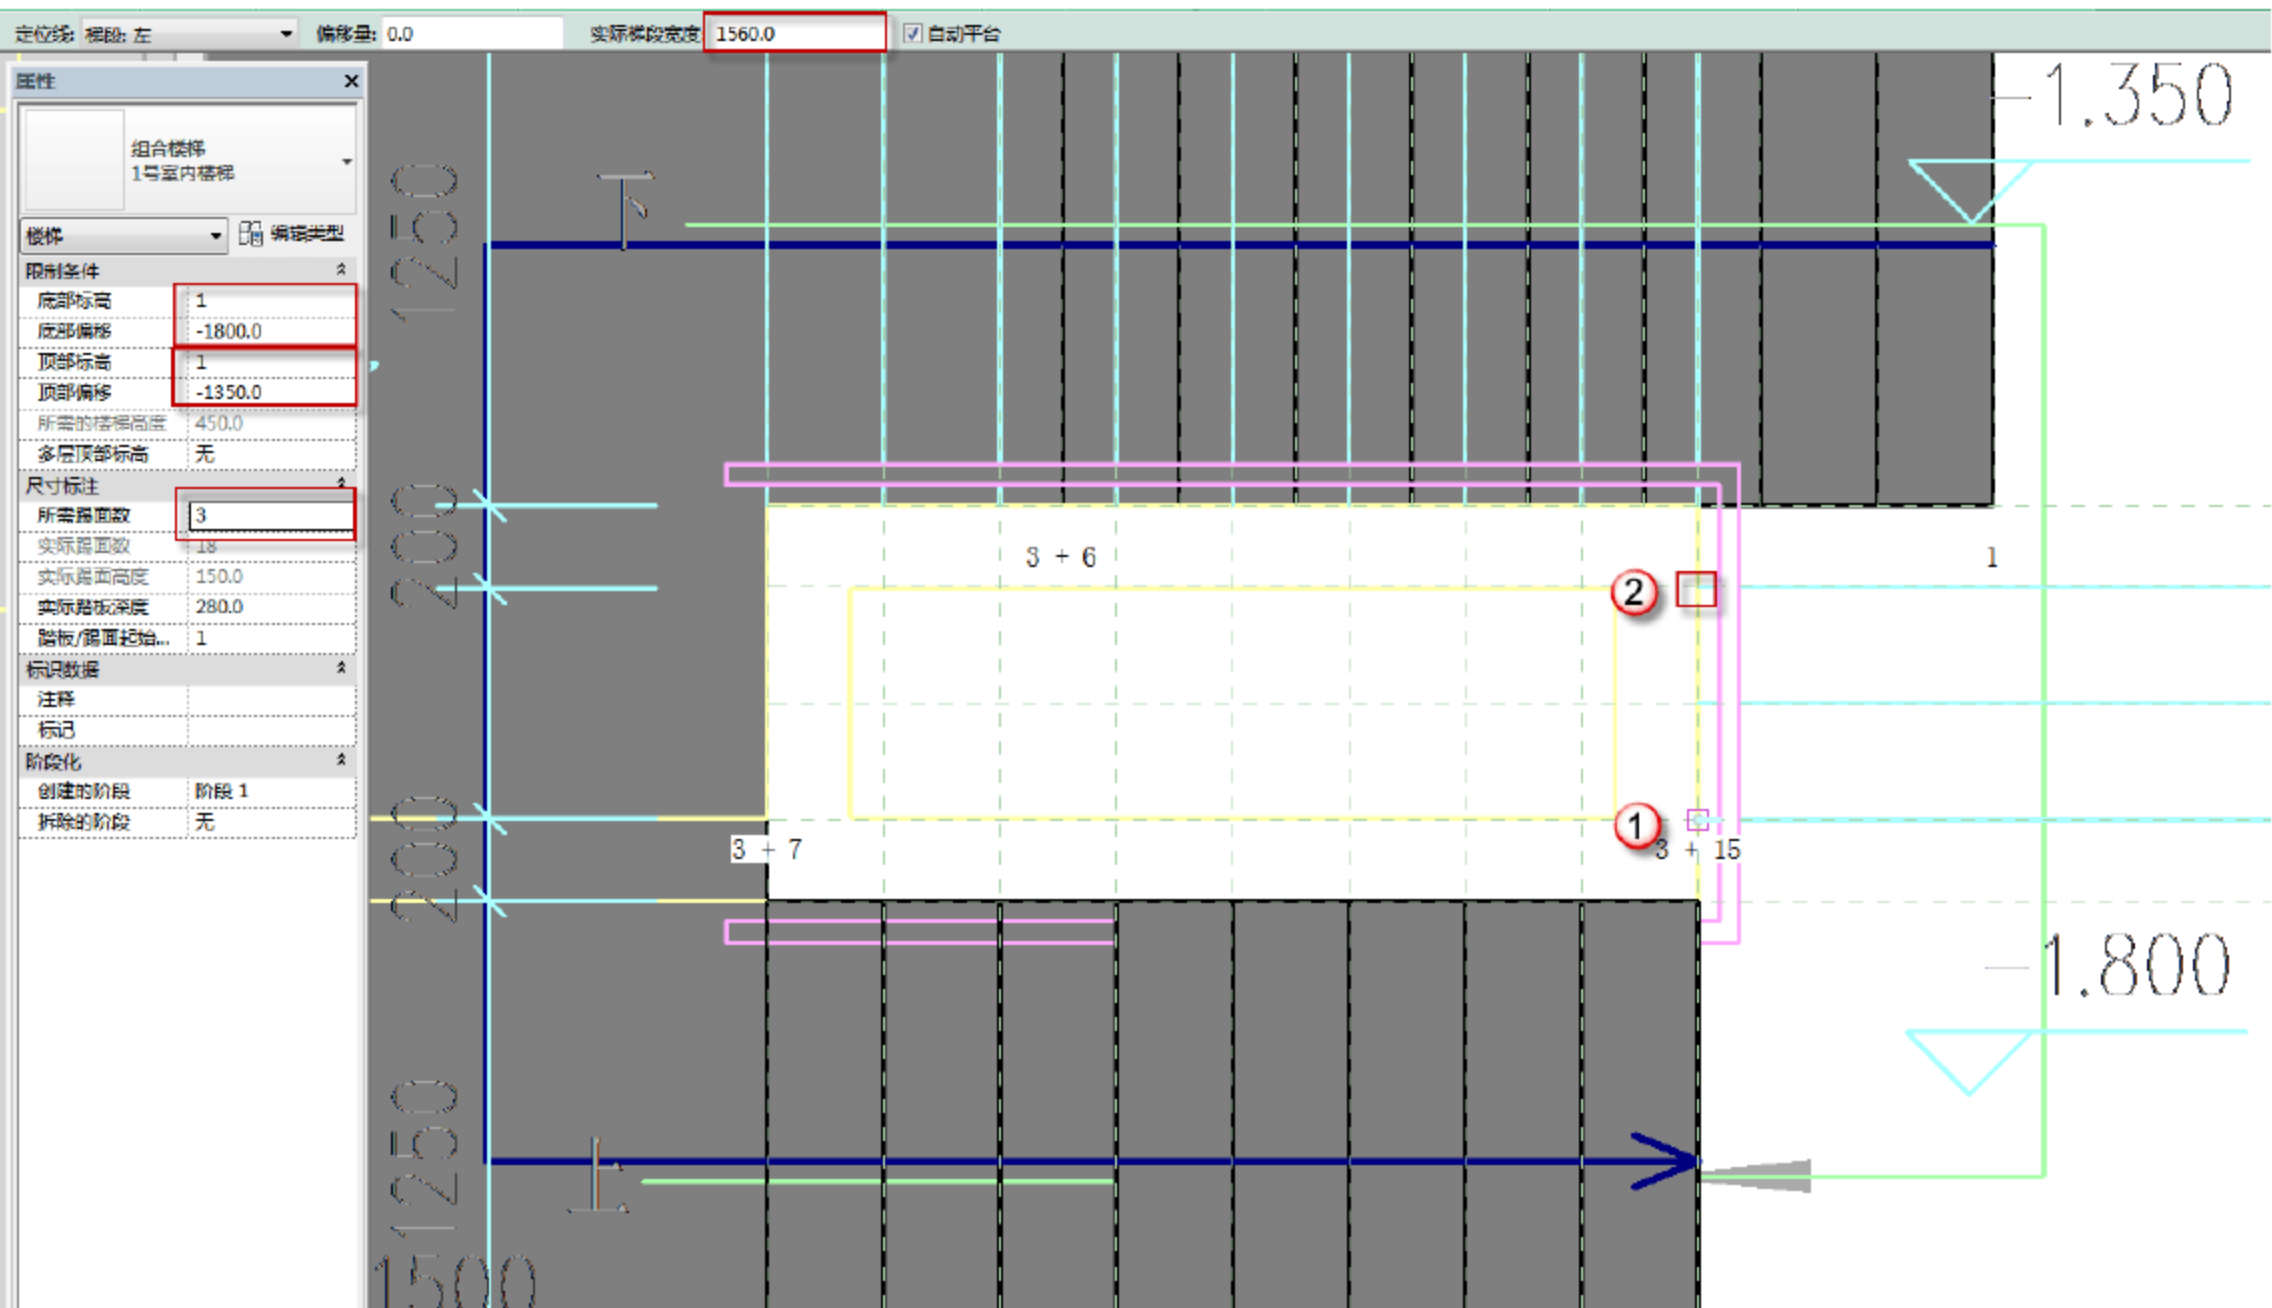 定位线: 梯段: 左 偏移量: 0.0 实际梯段宽度: 1560.0 自动平台
属性
组合楼梯
1号室内楼梯
楼梯 编辑类型
限制条件
底部标高 1
底部偏移 -1800.0
顶部标高 1
顶部偏移 -1350.0
所需的楼梯高度 450.0
多层顶部标高 无
尺寸标注
所需踢面数 3
实际踢面数 18
实际踢面高度 150.0
实际踏板深度 280.0
踏板/踢面起始... 1
标识数据
注释
标记
阶段化
创建的阶段 阶段 1
拆除的阶段 无
-1.350
1250
下
200
3 + 6
1
2
200
1
3 + 7
3 + 15
-1.800
1250
上
1500